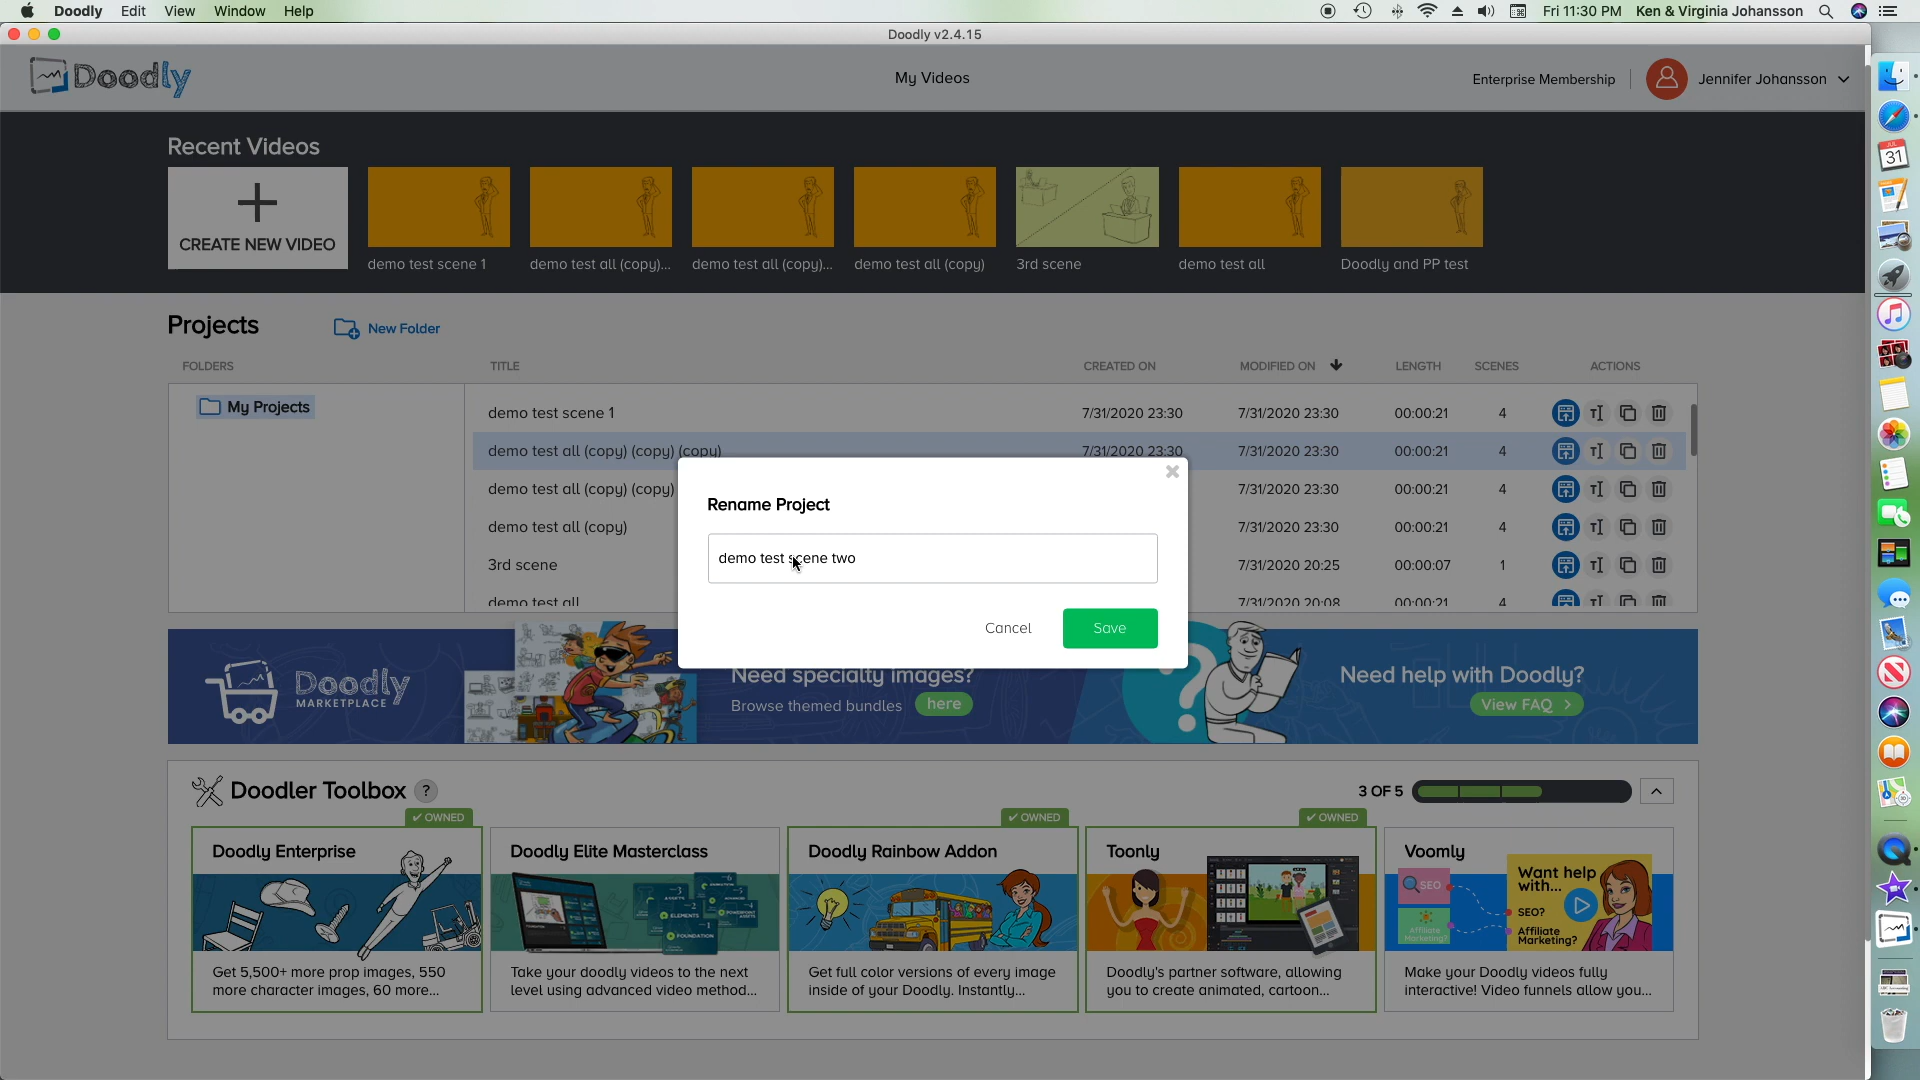 Doodly Edit View Window Help
Fri 11:30 PM Ken & Virginia Johansson
Doodly v2.4.15
Doodly
My Videos
Enterprise Membership
Jennifer Johansson
Recent Videos
CREATE NEW VIDEO
demo test scene 1
demo test all (copy)...
demo test all (copy)...
demo test all (copy)
3rd scene
demo test all
Doodly and PP test
Projects
New Folder
FOLDERS
TITLE
CREATED ON
MODIFIED ON
LENGTH
SCENES
ACTIONS
My Projects
demo test scene 1 7/31/2020 23:30 7/31/2020 23:30 00:00:21 4
demo test all (copy) (copy) (copy) 7/31/2020 23:30 7/31/2020 23:30 00:00:21 4
demo test all (copy) (copy) 7/31/2020 23:30 00:00:21 4
demo test all (copy) 7/31/2020 23:30 00:00:21 4
3rd scene 7/31/2020 20:25 00:00:07 1
demo test all 7/31/2020 20:08 00:00:21 4
Rename Project
demo test scene two
Cancel
Save
Doodly
MARKETPLACE
Need specialty images?
Browse themed bundles here
Need help with Doodly?
View FAQ >
Doodler Toolbox ?
3 OF 5
✓ OWNED
Doodly Enterprise
Get 5,500+ more prop images, 550
more character images, 60 more...
Doodly Elite Masterclass
ELEMENTS
FOUNDATION
Take your doodly videos to the next
level using advanced video method...
✓ OWNED
Doodly Rainbow Addon
Get full color versions of every image
inside of your Doodly. Instantly...
✓ OWNED
Toonly
Doodly's partner software, allowing
you to create animated, cartoon...
Voomly
SEO
Affiliate
Marketing?
Want help
with...
SEO?
Affiliate
Marketing?
Make your Doodly videos fully
interactive! Video funnels allow you...
JUL
31